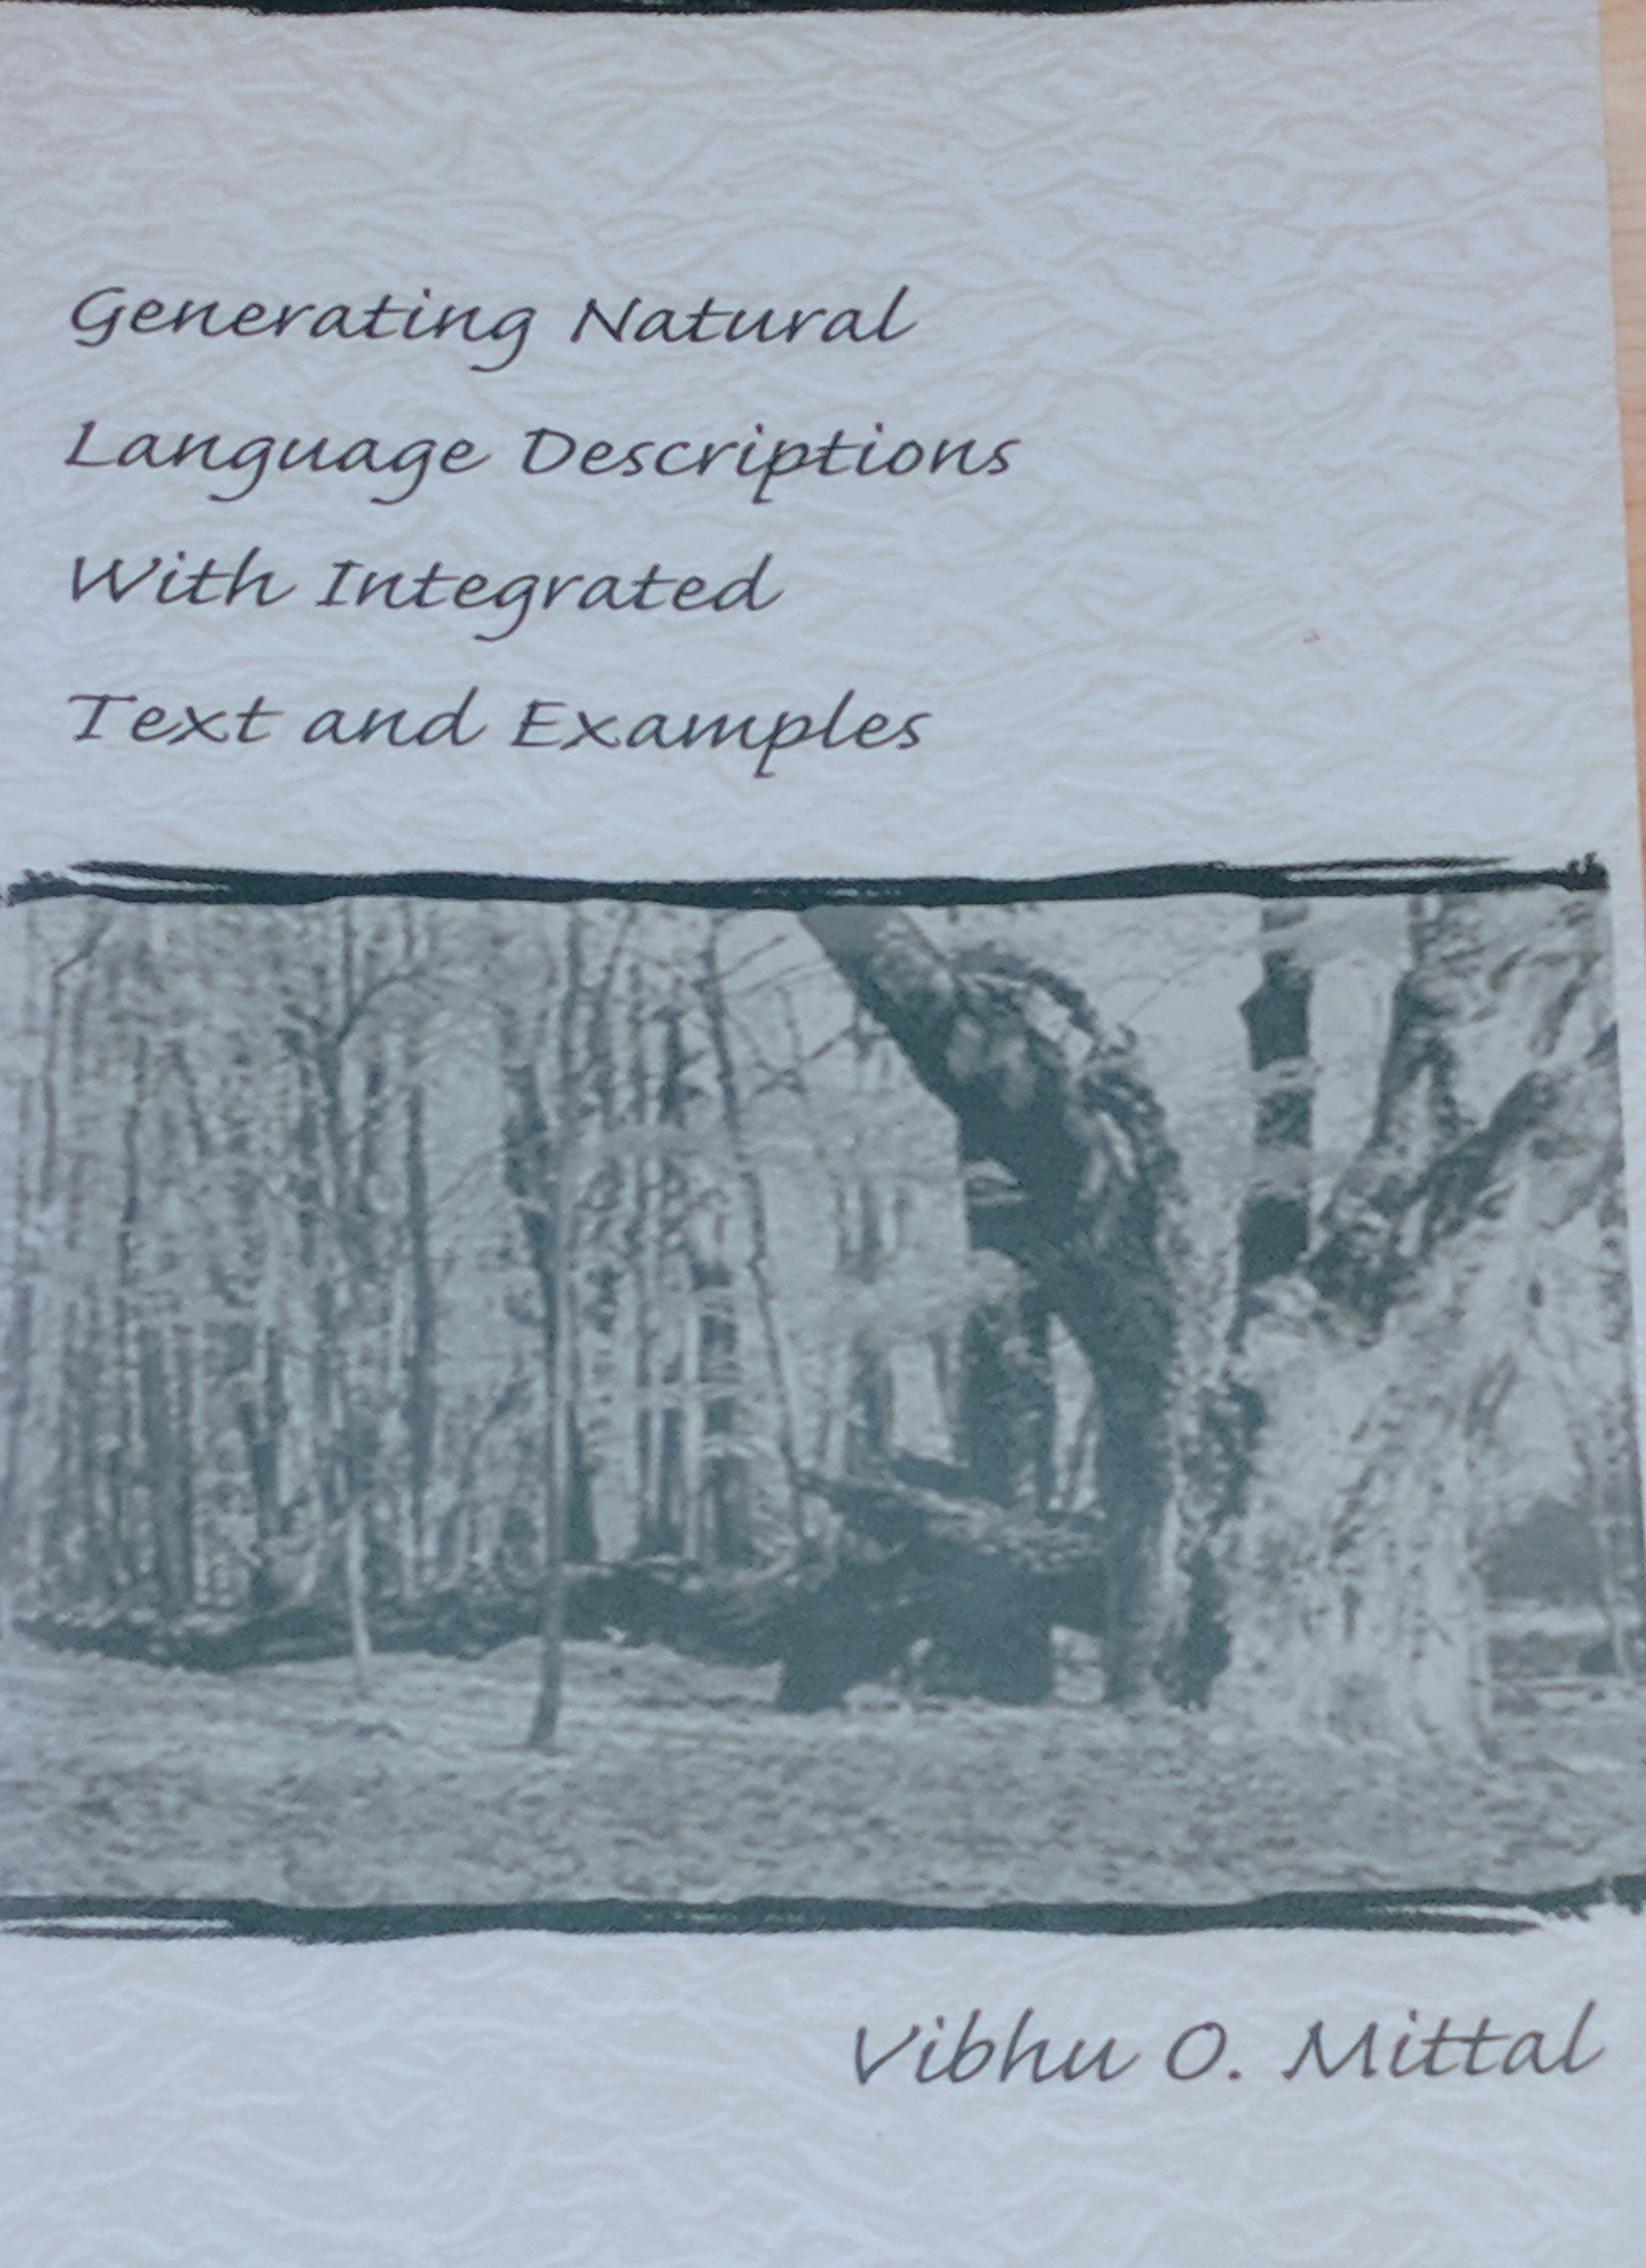 Generating Natural
Language Descriptions
With Integrated
Text and Examples
Vibhu O. Mittal